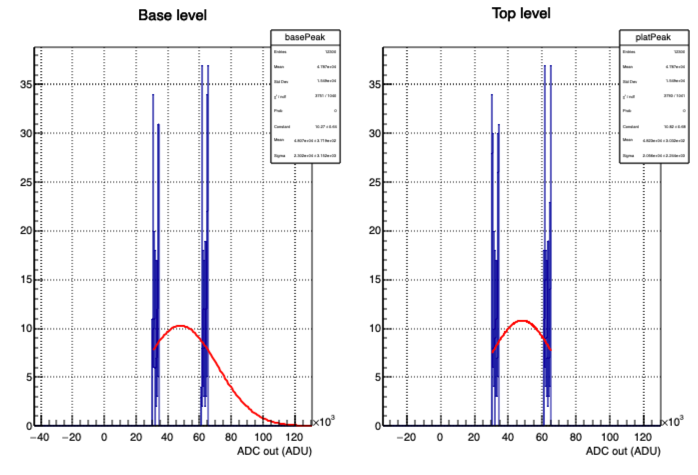 Base level
Top level
basePeak
Entries
Mean
Std Dev
Prob 0
Constant
Mean
Sigma
35
30
25
20
15
10
5
0
−40 −20 0 20 40 60 80 100 120
×10³
ADC out (ADU)
platPeak
Entries
Mean
Std Dev
Prob 0
Constant
Mean
Sigma
35
30
25
20
15
10
5
0
−20 0 20 40 60 80 100 120
×10³
ADC out (ADU)